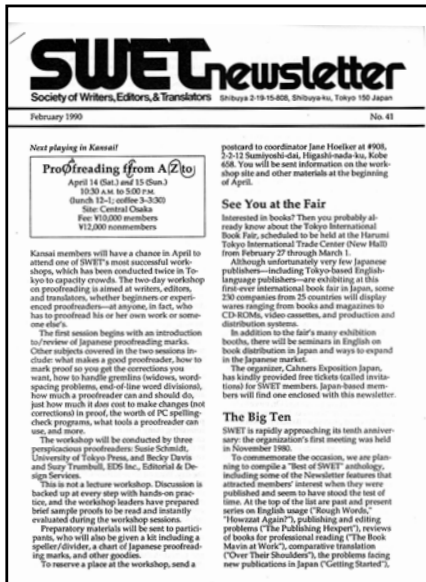 SWETnewsletter
Society of Writers, Editors, & Translators Shibuya 2-19-15-808, Shibuya-ku, Tokyo 150 Japan
February 1990 No. 41
Next playing in Kansai!
Proofreading from A Z to
April 14 (Sat.) and 15 (Sun.)
10:30 A.M. to 5:00 P.M.
(lunch 12–1; coffee 3–3:30)
Site: Central Osaka
Fee: ¥10,000 members
¥12,000 nonmembers
Kansai members will have a chance in April to
attend one of SWET's most successful work-
shops, which has been conducted twice in To-
kyo to capacity crowds. The two-day workshop
on proofreading is aimed at writers, editors,
and translators, whether beginners or experi-
enced proofreaders—at anyone, in fact, who
has to proofread his or her own work or some-
one else's.
The first session begins with an introduction
to/review of Japanese proofreading marks.
Other subjects covered in the two sessions in-
clude: what makes a good proofreader, how to
mark proof so you get the corrections you
want, how to handle gremlins (widows, word-
spacing problems, end-of-line word divisions),
how much a proofreader can and should do,
just how much it does cost to make changes (not
corrections) in proof, the worth of PC spelling-
check programs, what tools a proofreader can
use, and more.
The workshop will be conducted by three
perspicacious proofreaders: Susie Schmidt,
University of Tokyo Press, and Becky Davis
and Suzy Trumbull, EDS Inc., Editorial & De-
sign Services.
This is not a lecture workshop. Discussion is
backed up at every step with hands-on prac-
tice, and the workshop leaders have prepared
brief sample proofs to be read and instantly
evaluated during the workshop sessions.
Preparatory materials will be sent to partici-
pants, who will also be given a kit including a
speller/divider, a chart of Japanese proofread-
ing marks, and other goodies.
To reserve a place at the workshop, send a
postcard to coordinator Jane Hoelker at #908,
2-2-12 Sumiyoshi-dai, Higashi-nada-ku, Kobe
658. You will be sent information on the work-
shop site and other materials at the beginning
of April.
See You at the Fair
Interested in books? Then you probably al-
ready know about the Tokyo International
Book Fair, scheduled to be held at the Harumi
Tokyo International Trade Center (New Hall)
from February 27 through March 1.
Although unfortunately very few Japanese
publishers—including Tokyo-based English-
language publishers—are exhibiting at this
first-ever international book fair in Japan, some
230 companies from 25 countries will display
wares ranging from books and magazines to
CD-ROMs, video cassettes, and production and
distribution systems.
In addition to the fair's many exhibition
booths, there will be seminars in English on
book distribution in Japan and ways to expand
in the Japanese market.
The organizer, Cahners Exposition Japan,
has kindly provided free tickets (called invita-
tions) for SWET members. Japan-based mem-
bers will find one enclosed with this newsletter.
The Big Ten
SWET is rapidly approaching its tenth anniver-
sary: the organization's first meeting was held
in November 1980.
To commemorate the occasion, we are plan-
ning to compile a "Best of SWET" anthology,
including some of the Newsletter features that
attracted members' interest when they were
published and seem to have stood the test of
time. At the top of the list are past and present
series on English usage ("Rough Words,"
"Howzzat Again?"), publishing and editing
problems ("The Publishing Hexpert"), reviews
of books for professional reading ("The Book
Mavin at Work"), comparative translation
("Over Their Shoulders"), the problems facing
new publications in Japan ("Getting Started"),